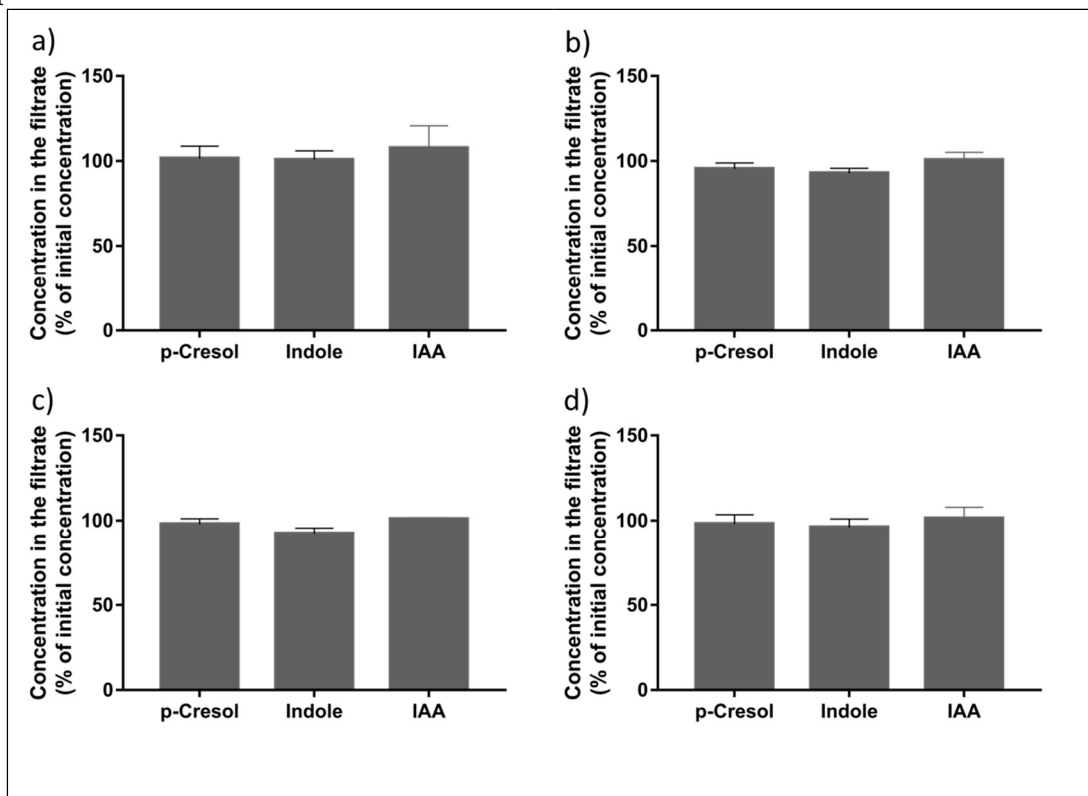 a)
Concentration in the filtrate
(% of initial concentration)
150
100
50
0
p-Cresol Indole IAA
b)
Concentration in the filtrate
(% of initial concentration)
150
100
50
0
p-Cresol Indole IAA
c)
Concentration in the filtrate
(% of initial concentration)
150
100
50
0
p-Cresol Indole IAA
d)
Concentration in the filtrate
(% of initial concentration)
150
100
50
0
p-Cresol Indole IAA